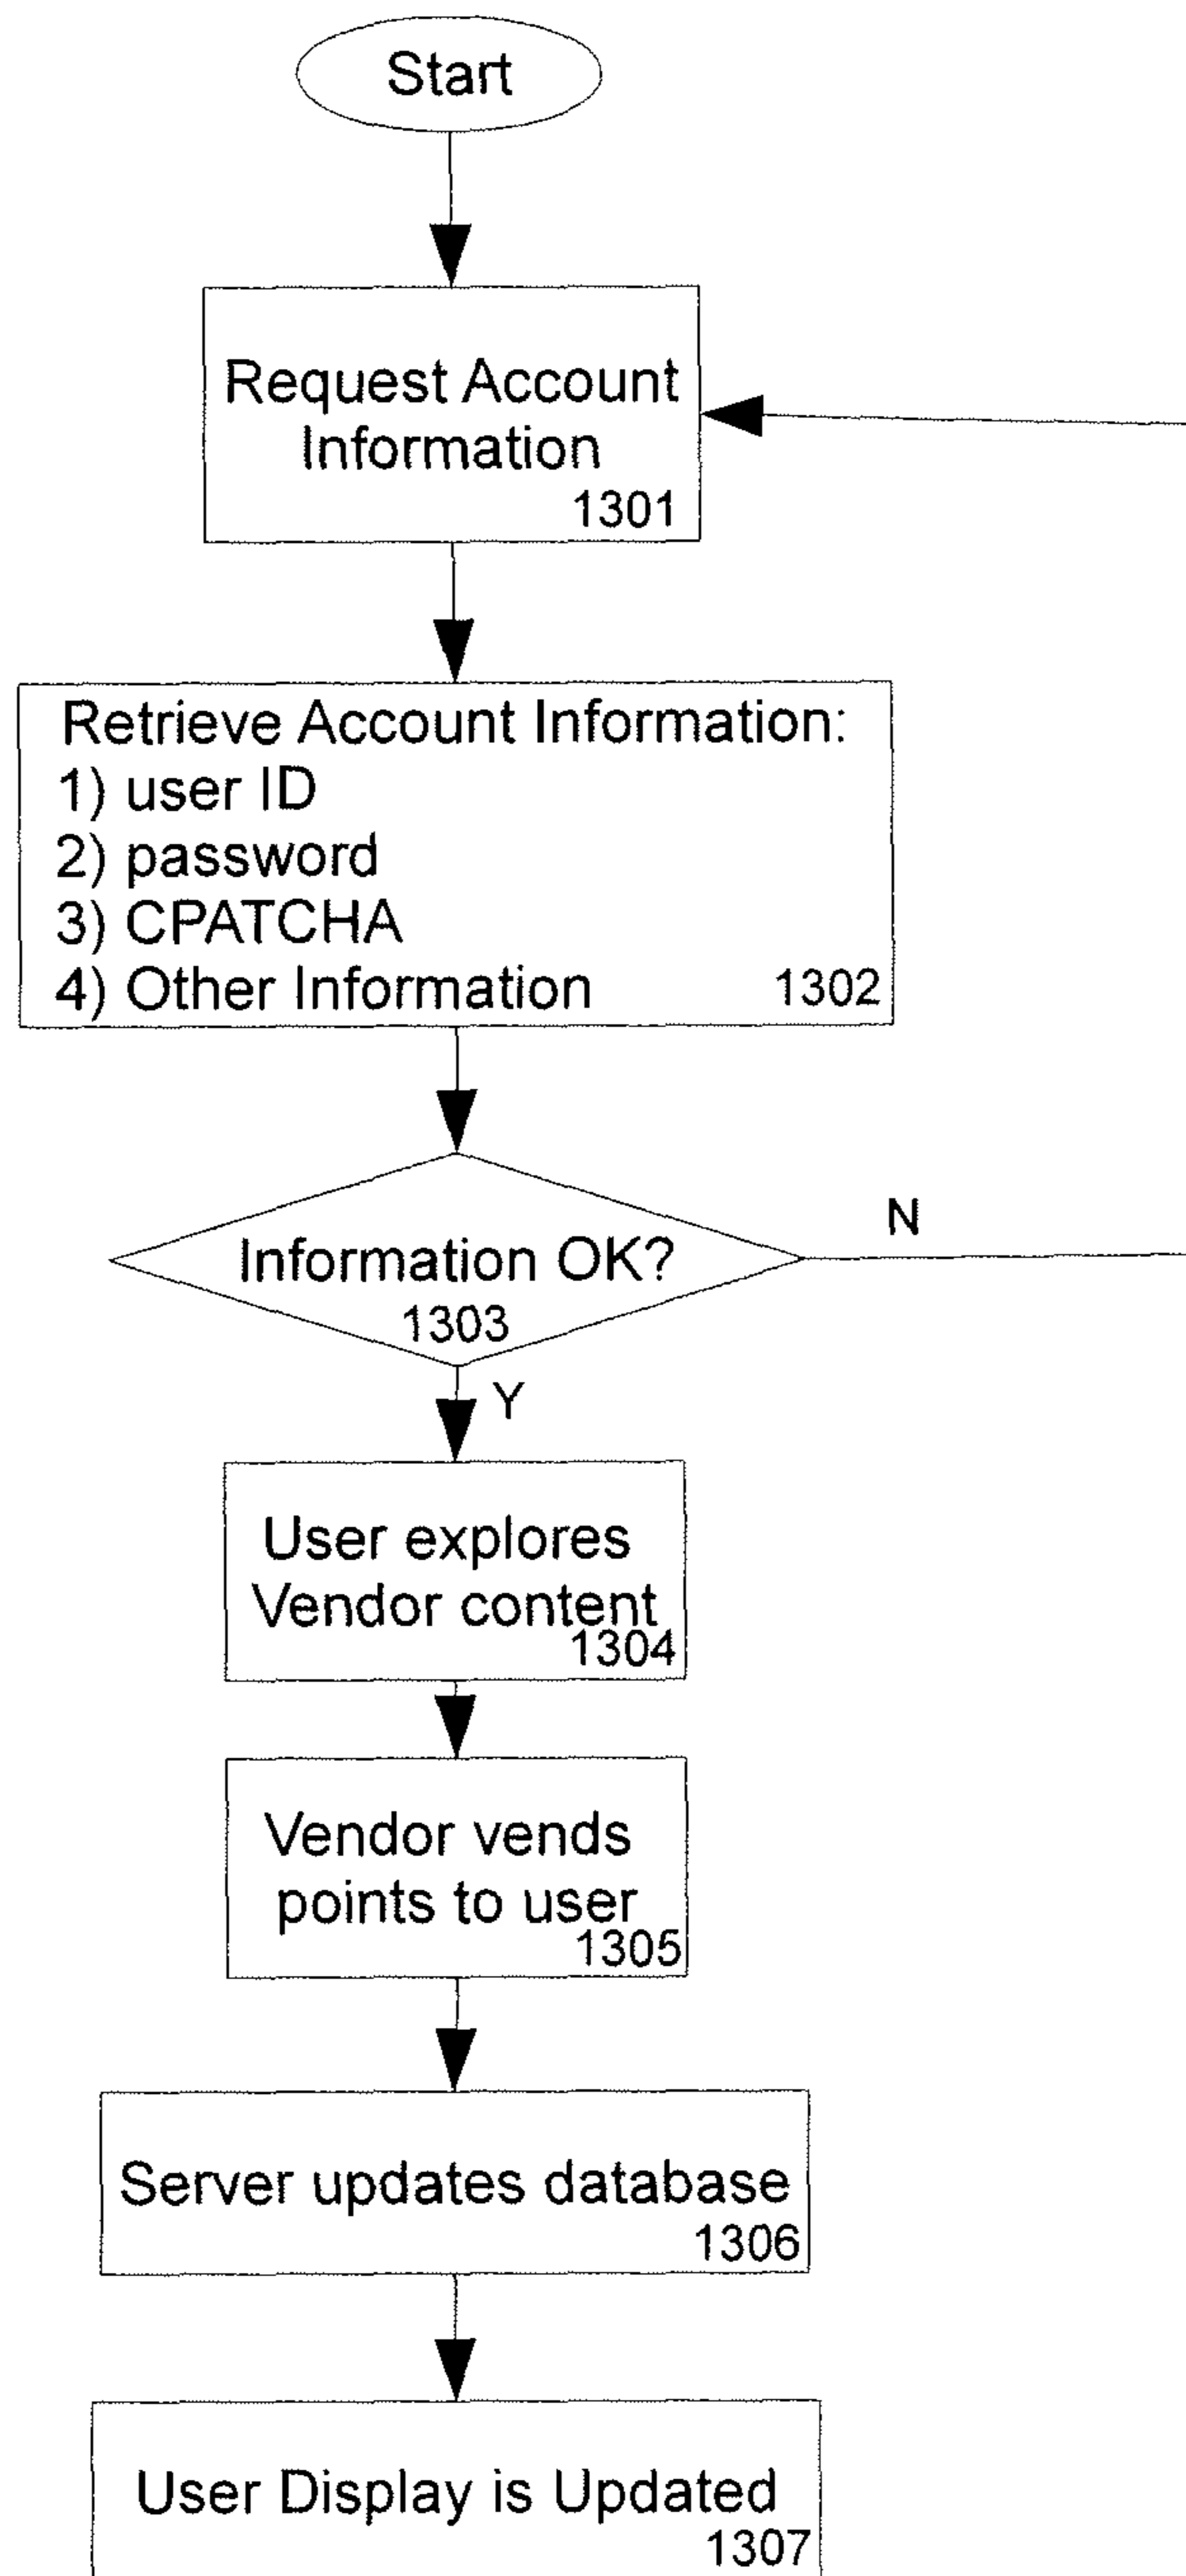 Start
Request Account
Information
1301
Retrieve Account Information:
1) user ID
2) password
3) CPATCHA
4) Other Information 1302
Information OK?
1303
N
Y
User explores
Vendor content
1304
Vendor vends
points to user
1305
Server updates database
1306
User Display is Updated
1307